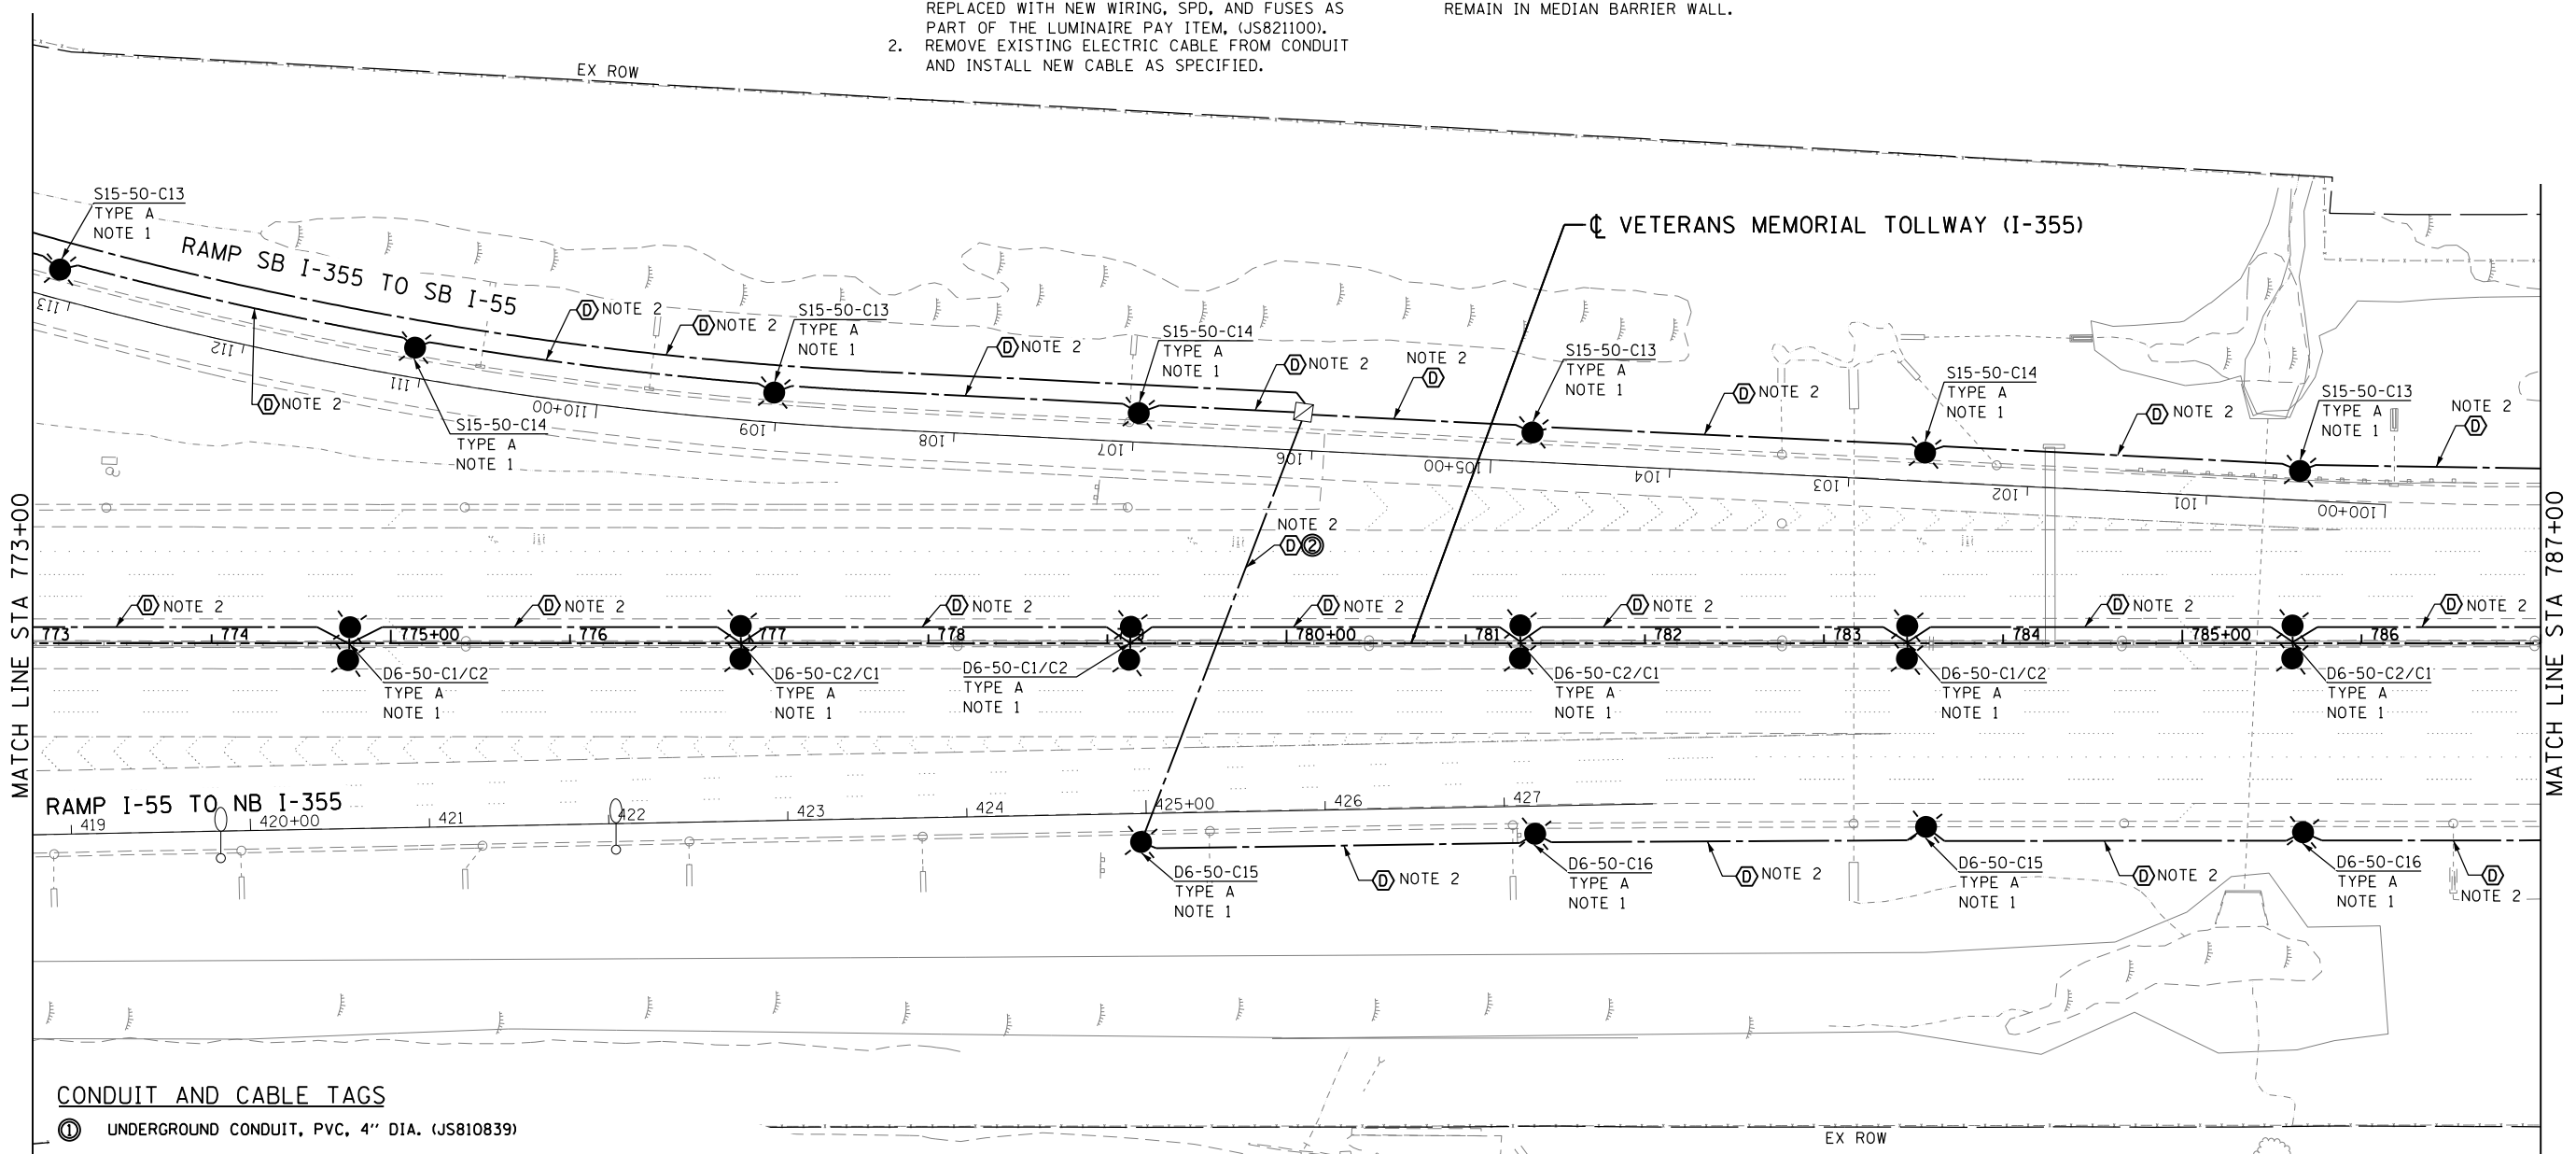 REPLACED WITH NEW WIRING, SPD, AND FUSES AS
PART OF THE LUMINAIRE PAY ITEM, (JS821100).
2. REMOVE EXISTING ELECTRIC CABLE FROM CONDUIT
AND INSTALL NEW CABLE AS SPECIFIED.
REMAIN IN MEDIAN BARRIER WALL.
EX ROW
S15-50-C13
TYPE A
NOTE 1
RAMP SB I-355 TO SB I-55
℄ VETERANS MEMORIAL TOLLWAY (I-355)
D NOTE 2
D NOTE 2
S15-50-C13
TYPE A
NOTE 1
D NOTE 2
S15-50-C14
TYPE A
NOTE 1
D NOTE 2
NOTE 2
D
S15-50-C13
TYPE A
NOTE 1
D NOTE 2
S15-50-C14
TYPE A
NOTE 1
D NOTE 2
S15-50-C13
TYPE A
NOTE 1
NOTE 2
D
D NOTE 2
S15-50-C14
TYPE A
NOTE 1
113
112
111
110+00
109
108
107
106
105+00
104
103
102
101
100+00
MATCH LINE STA 773+00
MATCH LINE STA 787+00
NOTE 2
D 2
D NOTE 2
D NOTE 2
D NOTE 2
D NOTE 2
D NOTE 2
D NOTE 2
D NOTE 2
773
774
775+00
776
777
778
780+00
781
782
783
784
785+00
786
D6-50-C1/C2
TYPE A
NOTE 1
D6-50-C2/C1
TYPE A
NOTE 1
D6-50-C1/C2
TYPE A
NOTE 1
D6-50-C2/C1
TYPE A
NOTE 1
D6-50-C1/C2
TYPE A
NOTE 1
D6-50-C2/C1
TYPE A
NOTE 1
RAMP I-55 TO NB I-355
419
420+00
421
422
423
424
425+00
426
427
D6-50-C15
TYPE A
NOTE 1
D NOTE 2
D6-50-C16
TYPE A
NOTE 1
D NOTE 2
D6-50-C15
TYPE A
NOTE 1
D NOTE 2
D6-50-C16
TYPE A
NOTE 1
D
NOTE 2
CONDUIT AND CABLE TAGS
1 UNDERGROUND CONDUIT, PVC, 4" DIA. (JS810839)
EX ROW